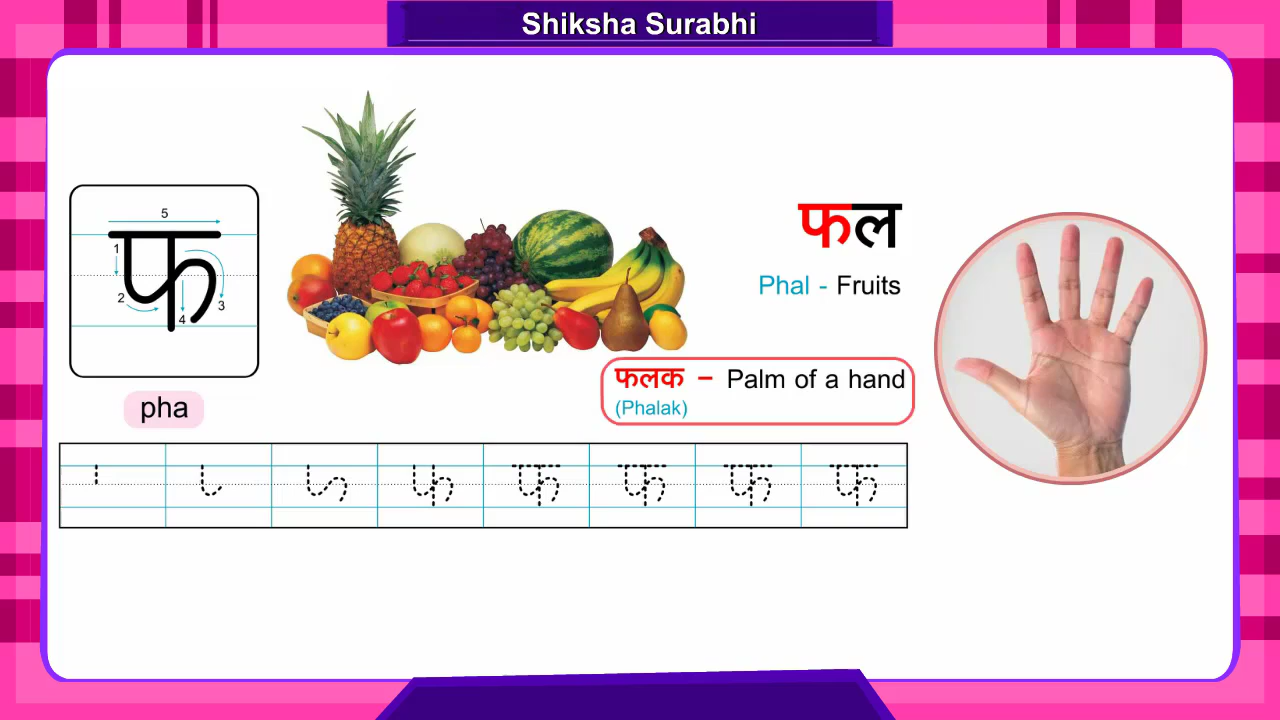 Shiksha Surabhi
5
1
2
3
4
फ
pha
फल
Phal - Fruits
फलक – Palm of a hand
(Phalak)
फ फ फ फ फ